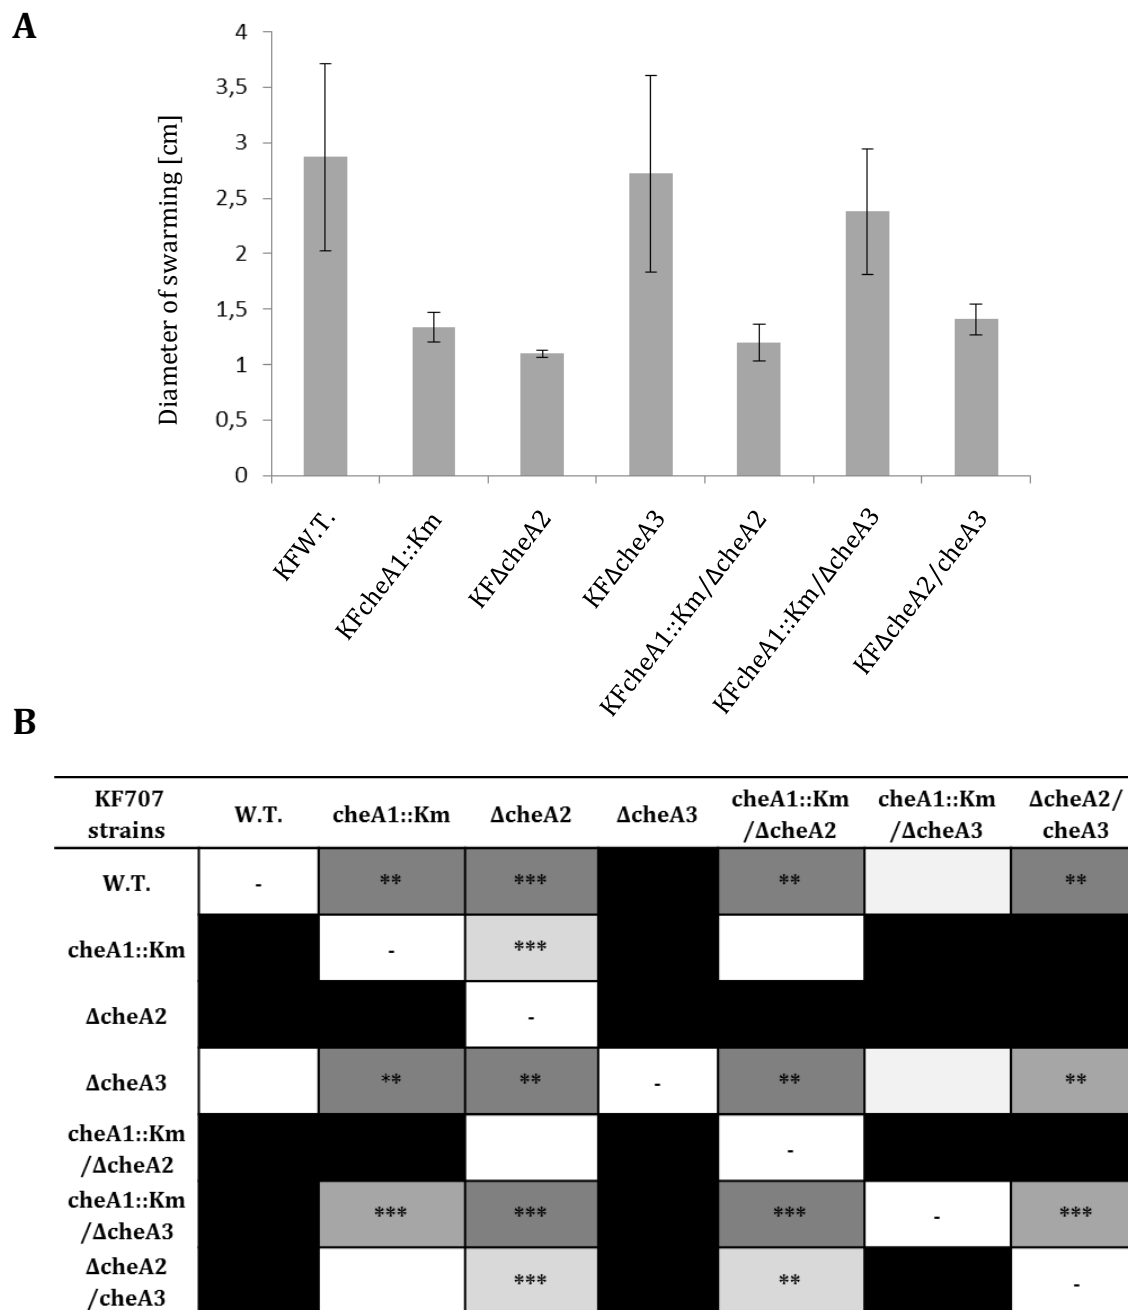 A
4
3,5
3
2,5
2
1,5
1
0,5
0
Diameter of swarming [cm]
KFW.T.
KFcheA1::Km
KFΔcheA2
KFΔcheA3
KFcheA1::Km/ΔcheA2
KFcheA1::Km/ΔcheA3
KFΔcheA2/cheA3
B
KF707
strains
W.T.
cheA1::Km
ΔcheA2
ΔcheA3
cheA1::Km
/ΔcheA2
cheA1::Km
/ΔcheA3
ΔcheA2/
cheA3
W.T.
-
**
***
**
**
cheA1::Km
-
***
ΔcheA2
-
ΔcheA3
**
**
-
**
**
cheA1::Km
/ΔcheA2
-
cheA1::Km
/ΔcheA3
***
***
***
-
***
ΔcheA2
/cheA3
***
**
-